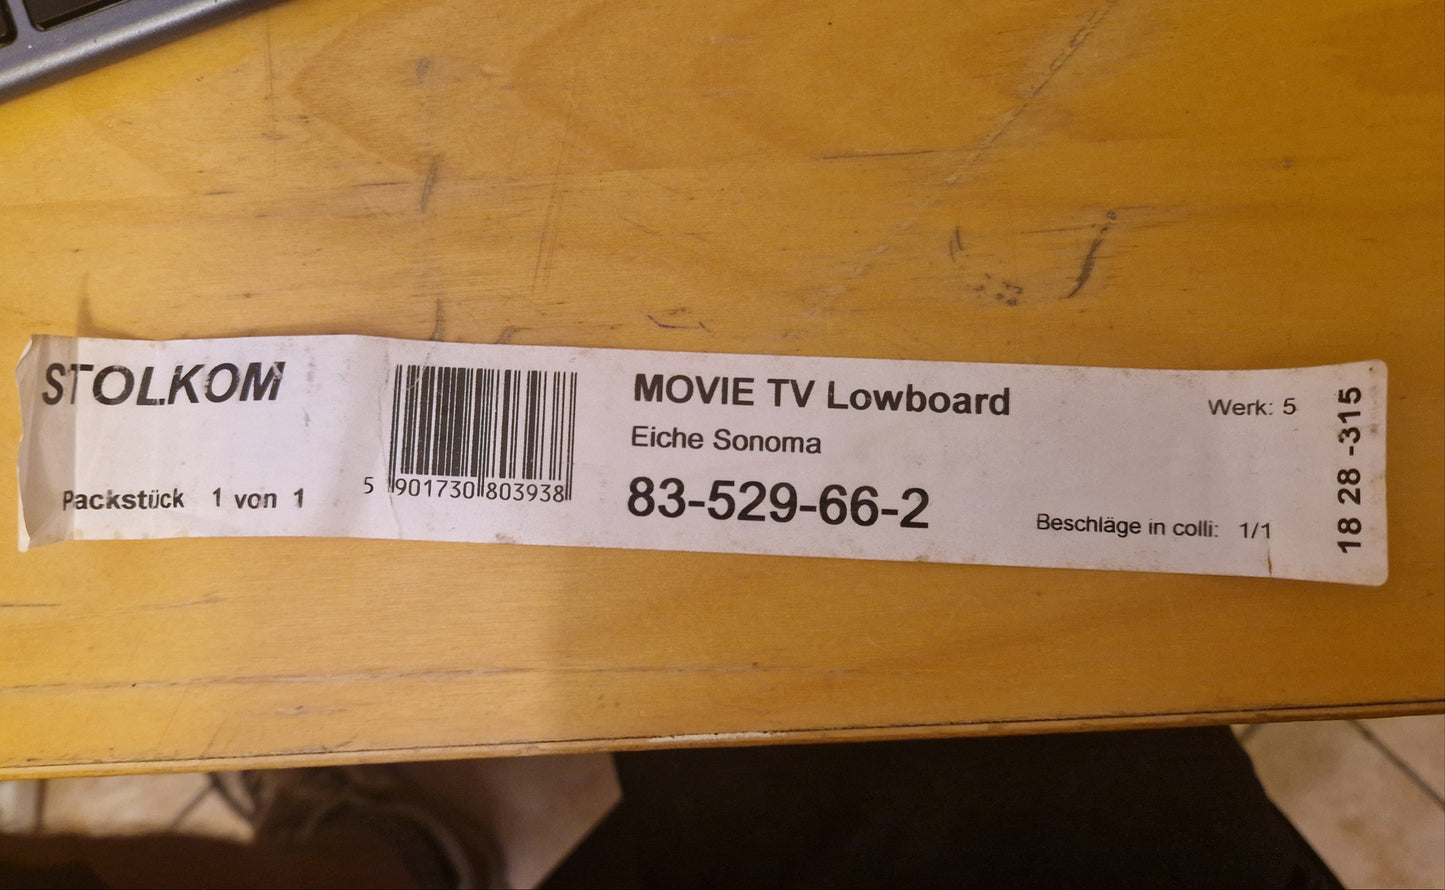 STOLKOM
Packstück 1 von 1
5 901730 803938
MOVIE TV Lowboard
Eiche Sonoma
83-529-66-2
Werk: 5
Beschläge in colli: 1/1
18 28 -315